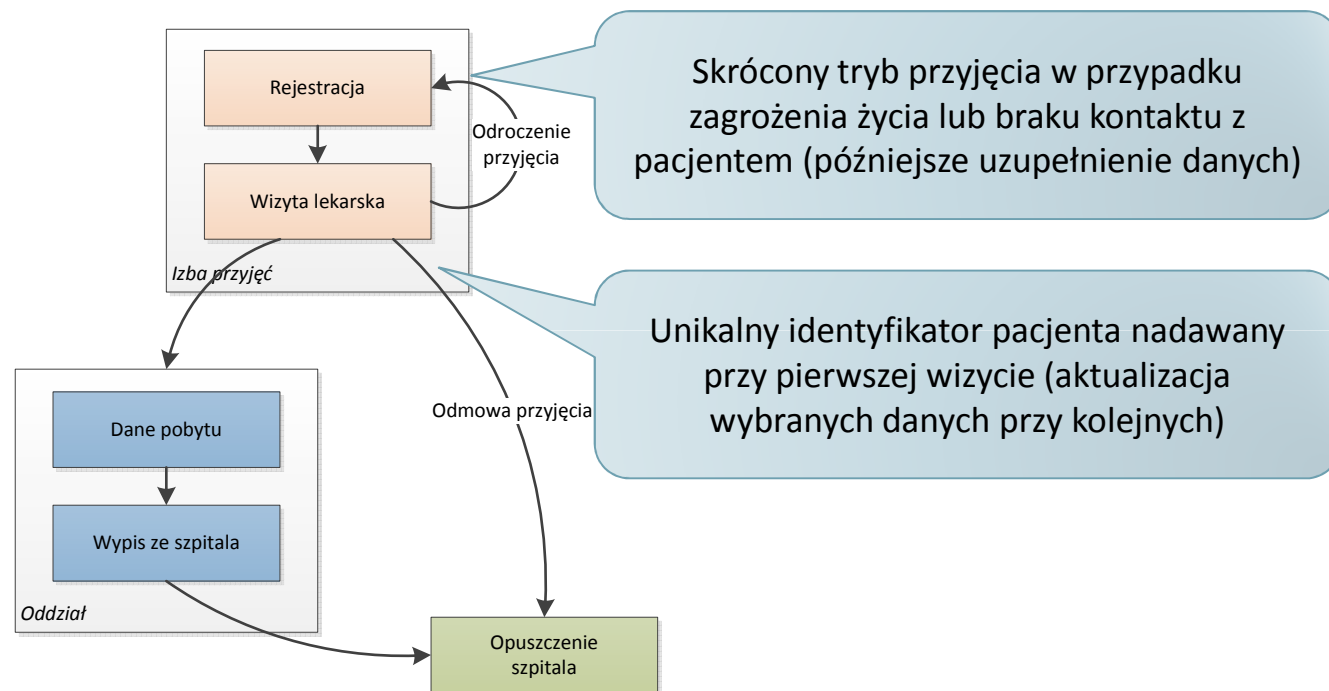 Rejestracja
Odroczenie
przyjęcia
Wizyta lekarska
Izba przyjęć
Skrócony tryb przyjęcia w przypadku
zagrożenia życia lub braku kontaktu z
pacjentem (późniejsze uzupełnienie danych)
Unikalny identyfikator pacjenta nadawany
przy pierwszej wizycie (aktualizacja
wybranych danych przy kolejnych)
Odmowa przyjęcia
Dane pobytu
Wypis ze szpitala
Oddział
Opuszczenie
szpitala